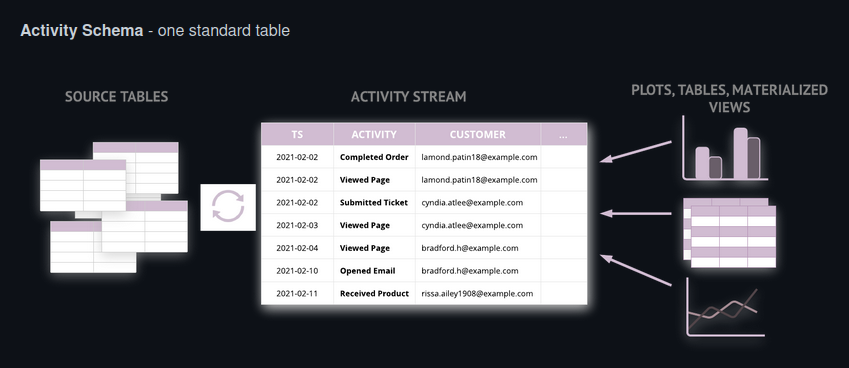 Activity Schema - one standard table
SOURCE TABLES
ACTIVITY STREAM
PLOTS, TABLES, MATERIALIZED
VIEWS
TS ACTIVITY CUSTOMER ...
2021-02-02 Completed Order lamond.patin18@example.com
2021-02-02 Viewed Page lamond.patin18@example.com
2021-02-02 Submitted Ticket cyndia.atlee@example.com
2021-02-03 Viewed Page cyndia.atlee@example.com
2021-02-04 Viewed Page bradford.h@example.com
2021-02-10 Opened Email bradford.h@example.com
2021-02-11 Received Product rissa.ailey1908@example.com